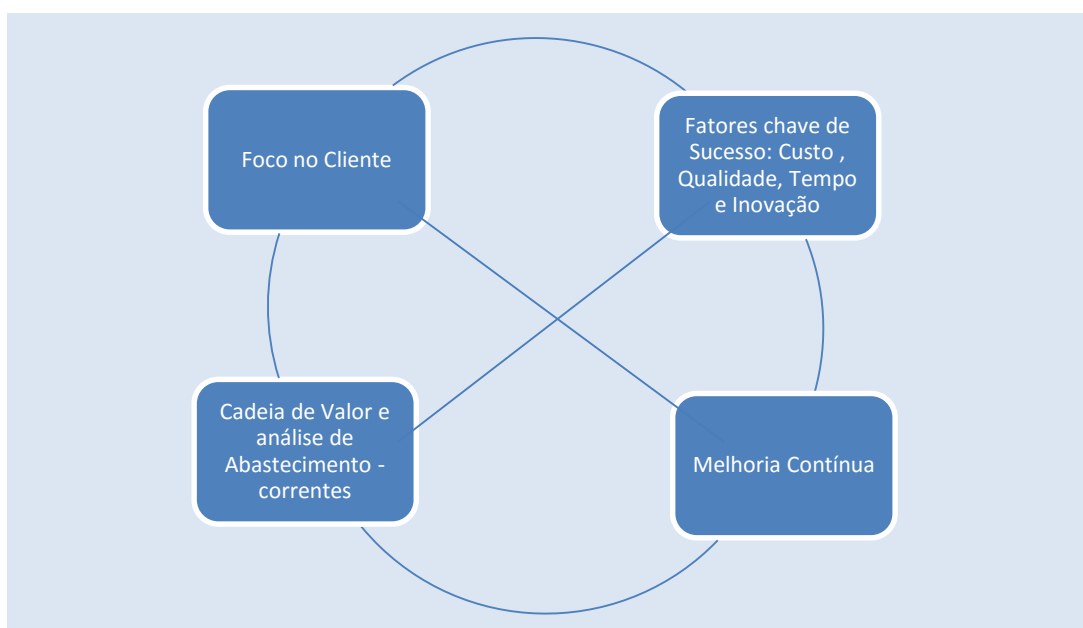 Foco no Cliente
Fatores chave de
Sucesso: Custo ,
Qualidade, Tempo
e Inovação
Cadeia de Valor e
análise de
Abastecimento -
correntes
Melhoria Contínua